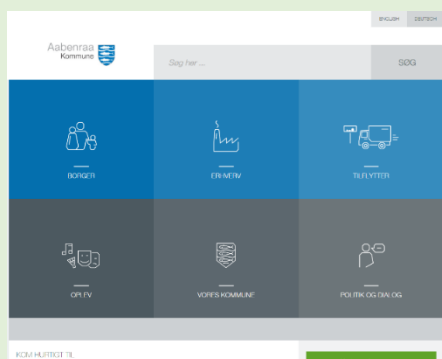 ENGLISH DEUTSCH
Aabenraa
Kommune
Søg her ...
SØG
BORGER
ERHVERV
TILFLYTTER
OPLEV
VORES KOMMUNE
POLITIK OG DIALOG
KOM HURTIGT TIL